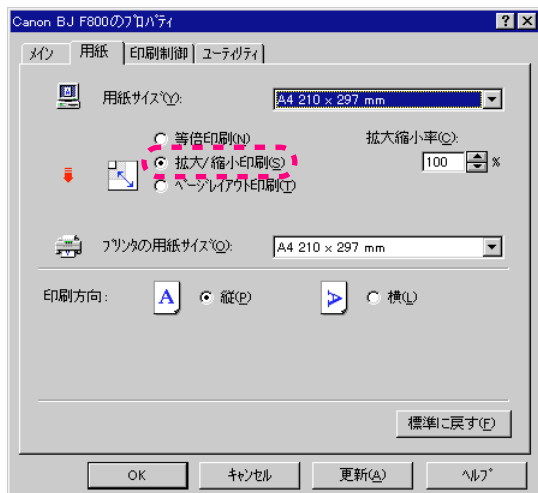 Canon BJ F800のﾌﾟﾛﾊﾟﾃｨ
ﾒｲﾝ 用紙 印刷制御 ﾕｰﾃｨﾘﾃｨ
用紙ｻｲｽﾞ(Y): A4 210 x 297 mm
等倍印刷(N) 拡大縮小率(C):
拡大/縮小印刷(S) 100 %
ﾍﾟｰｼﾞﾚｲｱｳﾄ印刷(T)
ﾌﾟﾘﾝﾀの用紙ｻｲｽﾞ(O): A4 210 x 297 mm
印刷方向: A 縦(P) A 横(L)
標準に戻す(F)
OK ｷｬﾝｾﾙ 更新(A) ﾍﾙﾌﾟ